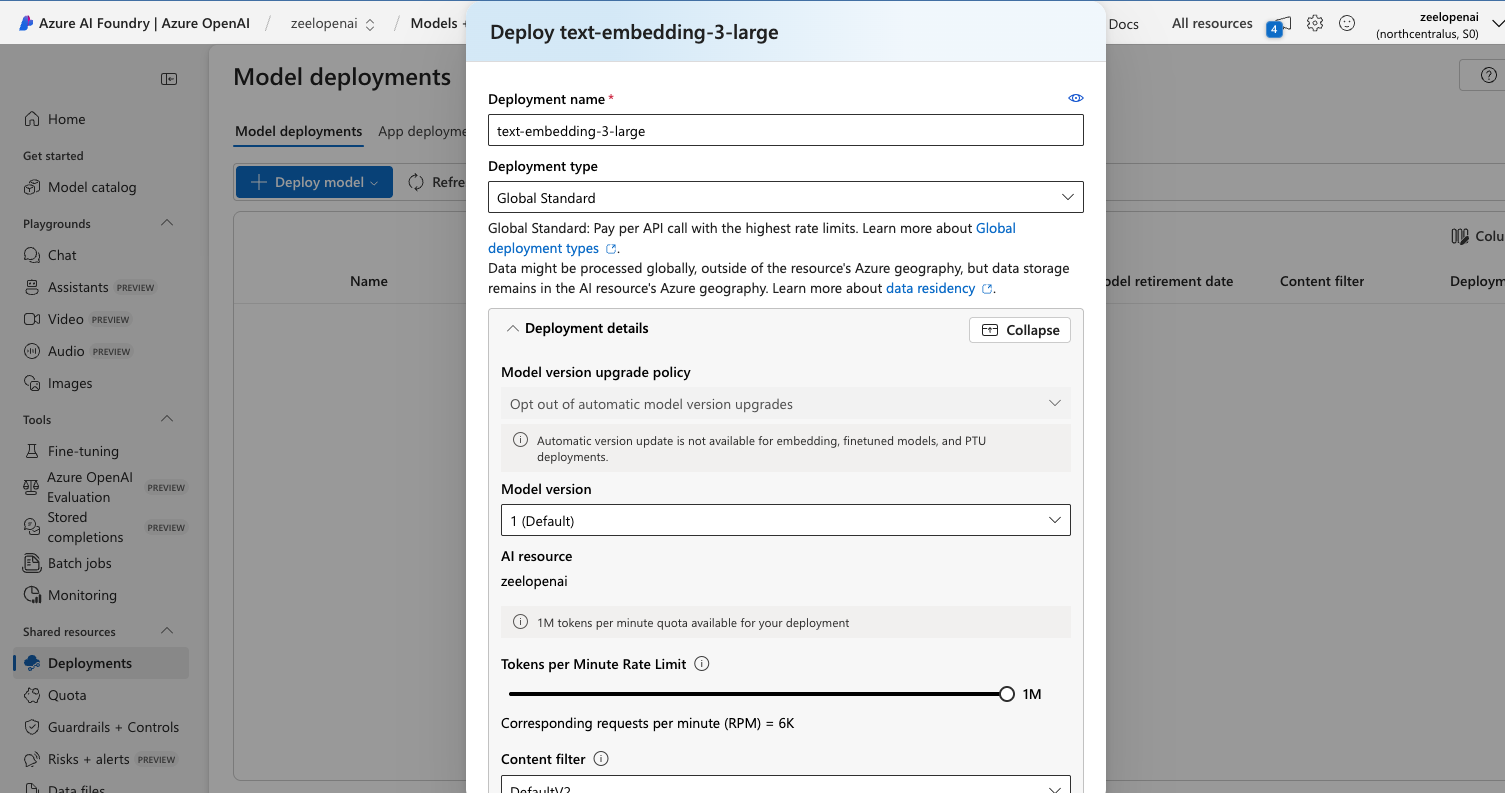 Azure AI Foundry | Azure OpenAI / zeelopenai / Models +
Docs All resources 4 zeelopenai
(northcentralus, S0)
Home
Get started
Model catalog
Playgrounds
Chat
Assistants PREVIEW
Video PREVIEW
Audio PREVIEW
Images
Tools
Fine-tuning
Azure OpenAI
Evaluation PREVIEW
Stored
completions PREVIEW
Batch jobs
Monitoring
Shared resources
Deployments
Quota
Guardrails + Controls
Risks + alerts PREVIEW
Data files
Model deployments
Model deployments App deployme
Deploy model Refre
Colu
Name
del retirement date Content filter Deploym
Deploy text-embedding-3-large
Deployment name *
text-embedding-3-large
Deployment type
Global Standard
Global Standard: Pay per API call with the highest rate limits. Learn more about Global
deployment types .
Data might be processed globally, outside of the resource's Azure geography, but data storage
remains in the AI resource's Azure geography. Learn more about data residency .
Deployment details Collapse
Model version upgrade policy
Opt out of automatic model version upgrades
Automatic version update is not available for embedding, finetuned models, and PTU
deployments.
Model version
1 (Default)
AI resource
zeelopenai
1M tokens per minute quota available for your deployment
Tokens per Minute Rate Limit
1M
Corresponding requests per minute (RPM) = 6K
Content filter
DefaultV2